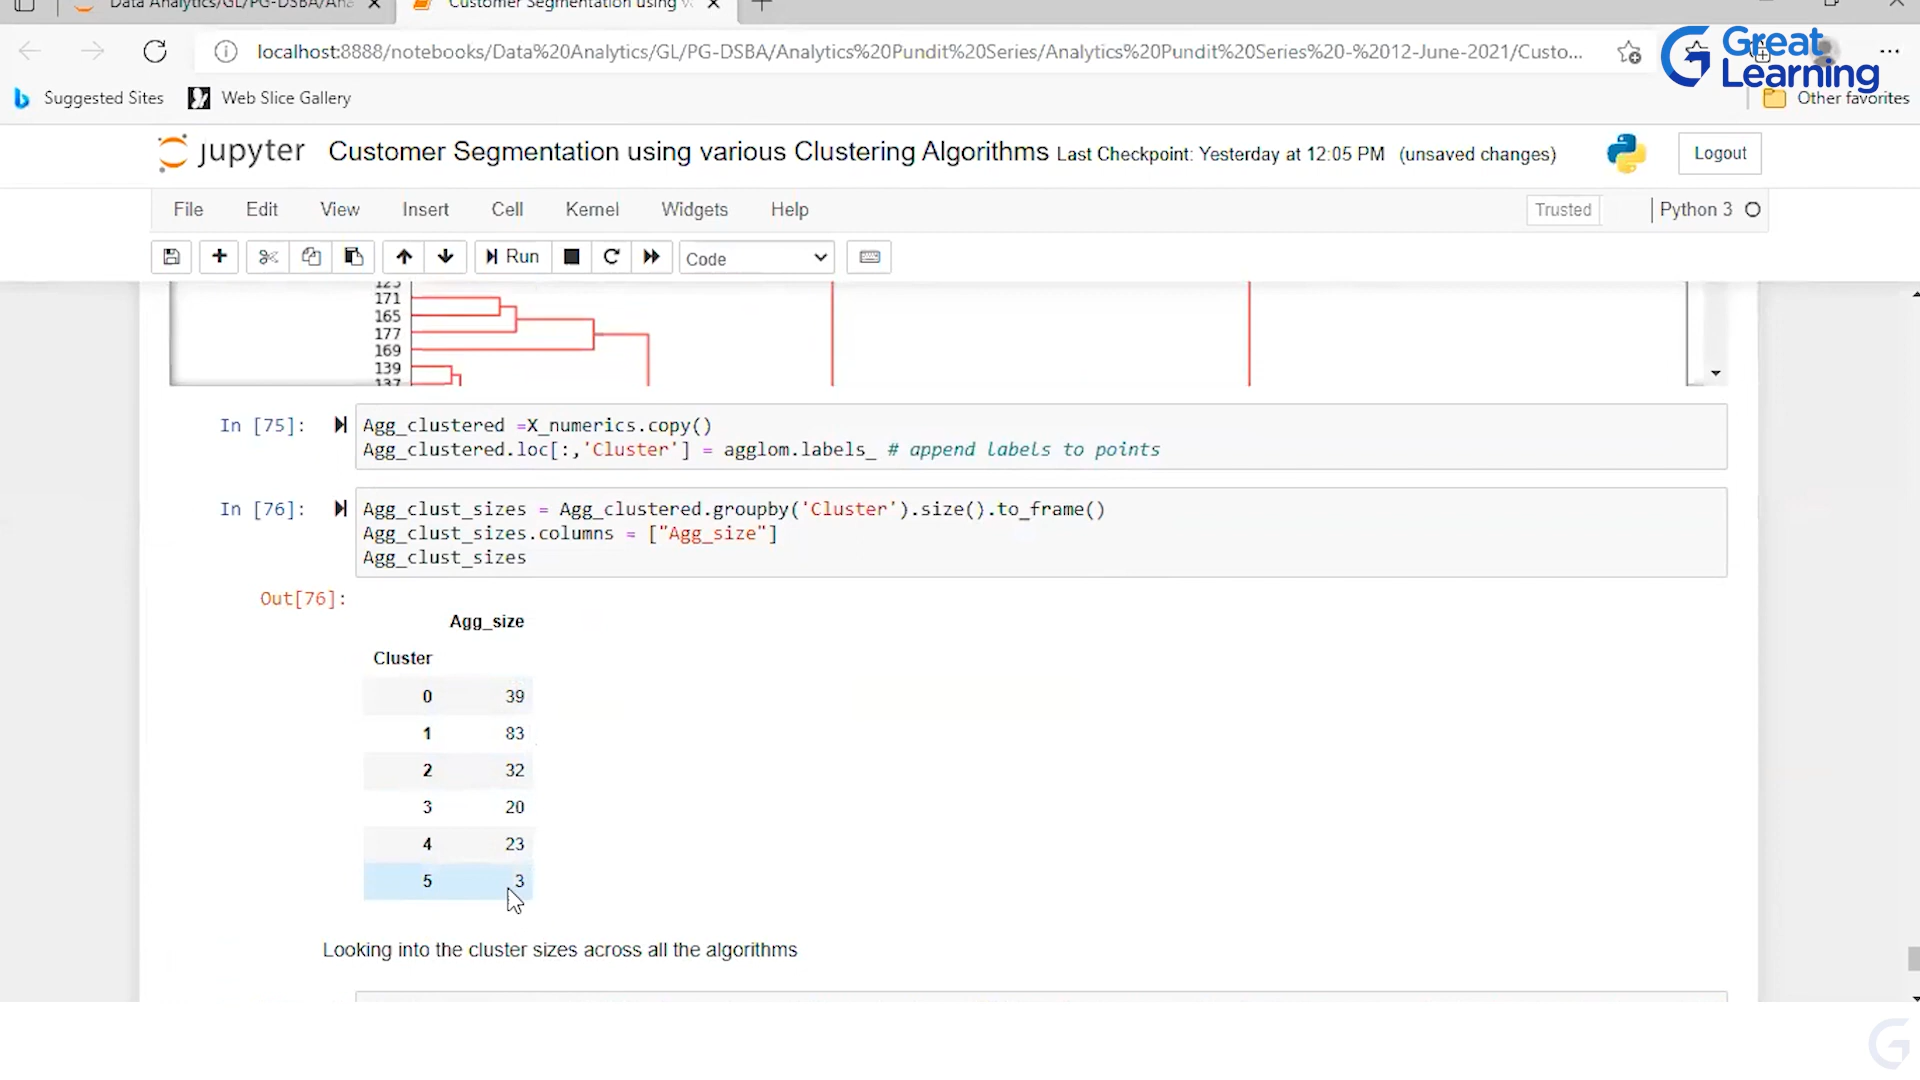 Data Analytics/GL/PG-DSBA/Ana
Customer Segmentation using v
localhost:8888/notebooks/Data%20Analytics/GL/PG-DSBA/Analytics%20Pundit%20Series/Analytics%20Pundit%20Series%20-%2012-June-2021/Custo...
Great
Learning
Suggested Sites
Web Slice Gallery
Other favorites
jupyter
Customer Segmentation using various Clustering Algorithms
Last Checkpoint: Yesterday at 12:05 PM
(unsaved changes)
Logout
File
Edit
View
Insert
Cell
Kernel
Widgets
Help
Trusted
Python 3
Run
Code
123
171
165
177
169
139
137
In [75]:
Agg_clustered =X_numerics.copy()
Agg_clustered.loc[:,'Cluster'] = agglom.labels_ # append labels to points
In [76]:
Agg_clust_sizes = Agg_clustered.groupby('Cluster').size().to_frame()
Agg_clust_sizes.columns = ["Agg_size"]
Agg_clust_sizes
Out[76]:
Agg_size
Cluster
0 39
1 83
2 32
3 20
4 23
5 3
Looking into the cluster sizes across all the algorithms